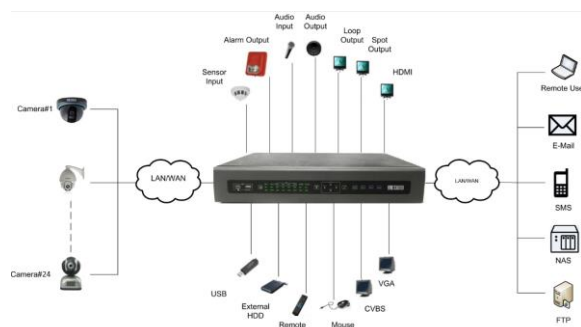 Audio
Input
Audio
Output
Loop
Output
Spot
Output
Alarm Output
HDMI
Sensor
Input
Camera#1
LAN/WAN
Camera#24
LAN/WAN
Remote Use
E-Mail
SMS
NAS
FTP
USB
External
HDD
Remote
Mouse
CVBS
VGA